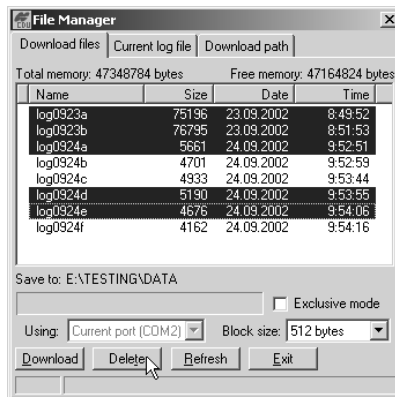 CDU File Manager X
Download files Current log file Download path
Total memory: 47348784 bytes Free memory: 47164824 bytes
Name Size Date Time
log0923a 75196 23.09.2002 8:49:52
log0923b 76795 23.09.2002 8:51:53
log0924a 5661 24.09.2002 9:52:51
log0924b 4701 24.09.2002 9:52:59
log0924c 4933 24.09.2002 9:53:44
log0924d 5190 24.09.2002 9:53:55
log0924e 4676 24.09.2002 9:54:06
log0924f 4162 24.09.2002 9:54:16
Save to: E:\TESTING\DATA
Exclusive mode
Using: Current port (COM2) Block size: 512 bytes
Download Delete Refresh Exit